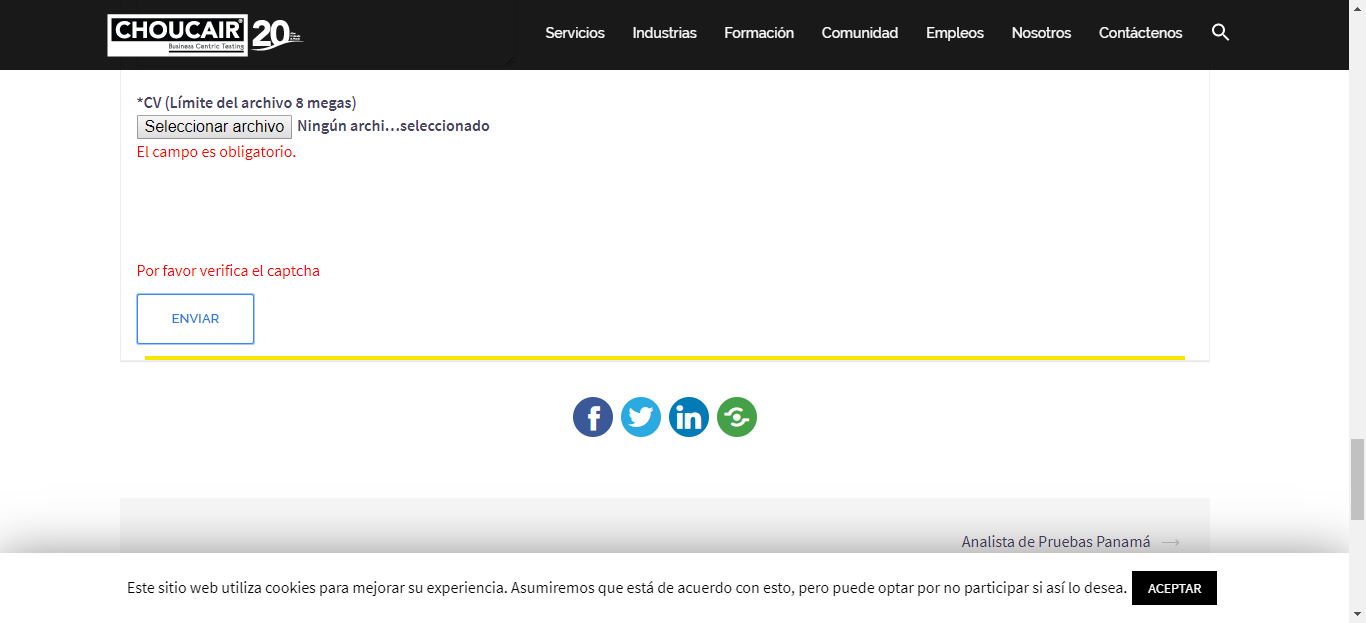 CHOUCAIR
Business Centric Testing
20
Servicios Industrias Formación Comunidad Empleos Nosotros Contáctenos
*CV (Límite del archivo 8 megas)
Seleccionar archivo Ningún archi...seleccionado
El campo es obligatorio.
Por favor verifica el captcha
ENVIAR
Analista de Pruebas Panamá →
Este sitio web utiliza cookies para mejorar su experiencia. Asumiremos que está de acuerdo con esto, pero puede optar por no participar si así lo desea. ACEPTAR